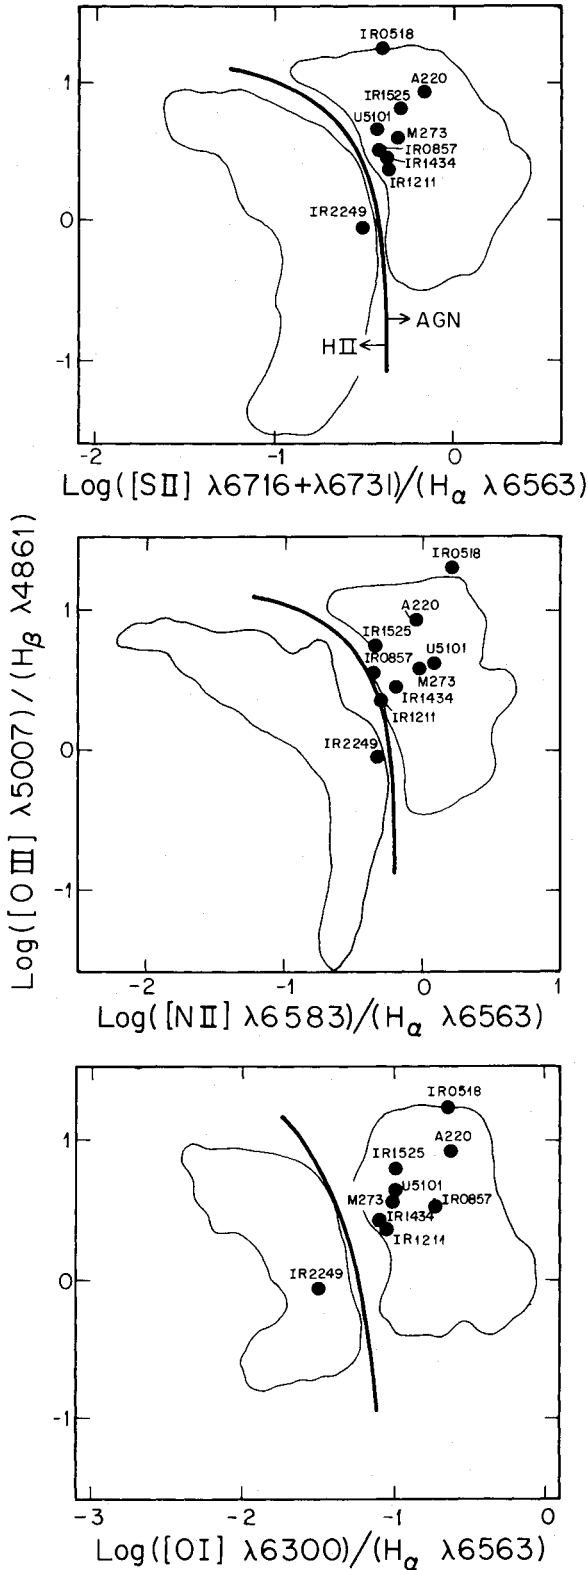 IR0518
A220
IR1525
U5101
M273
IR0857
IR1434
IR1211
IR2249
AGN
HII
1
0
-1
-2 -1 0
Log([SII] λ6716+λ6731)/(Hα λ6563)
Log([OIII] λ5007)/(Hβ λ4861)
IR0518
A220
IR1525
U5101
IR0857
M273
IR1434
IR1211
IR2249
1
0
-1
-2 -1 0 1
Log([NII] λ6583)/(Hα λ6563)
IR0518
A220
IR1525
U5101
M273
IR0857
IR1434
IR1211
IR2249
1
0
-1
-3 -2 -1 0
Log([OI] λ6300)/(Hα λ6563)